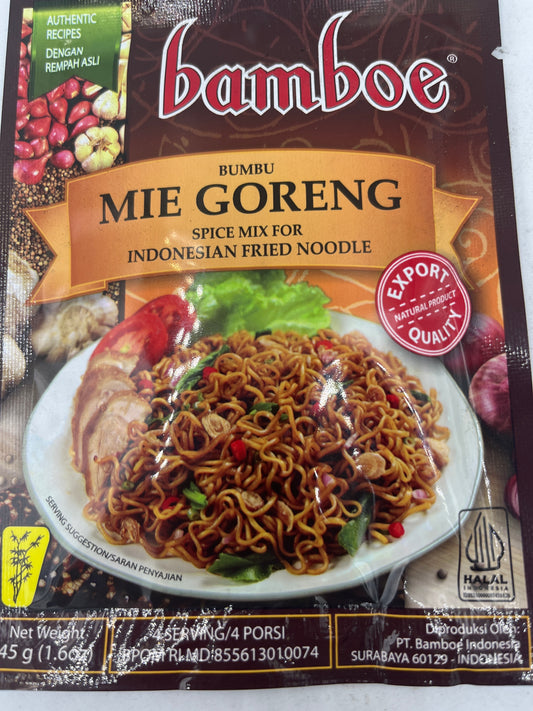 AUTHENTIC
RECIPES
DENGAN
REMPAH ASLI
bamboe®
BUMBU
MIE GORENG
SPICE MIX FOR
INDONESIAN FRIED NOODLE
EXPORT
NATURAL PRODUCT
QUALITY
SERVING SUGGESTION/SARAN PENYAJIAN
HALAL
INDONESIA
Net Weight
45 g (1.6oz)
4 SERVING/4 PORSI
BPOM RI MD 855613010074
Diproduksi Oleh:
PT. Bamboe Indonesia
SURABAYA 60129 - INDONESIA